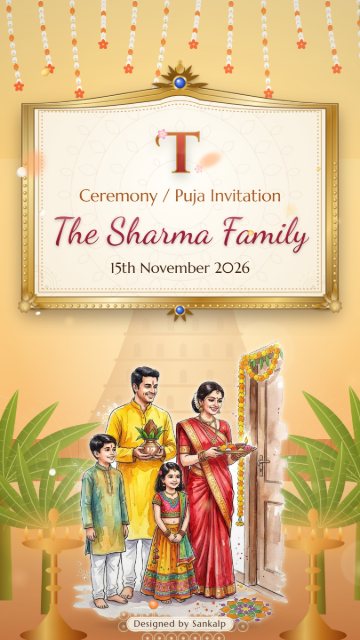 T
Ceremony / Puja Invitation
The Sharma Family
15th November 2026
Designed by Sankalp